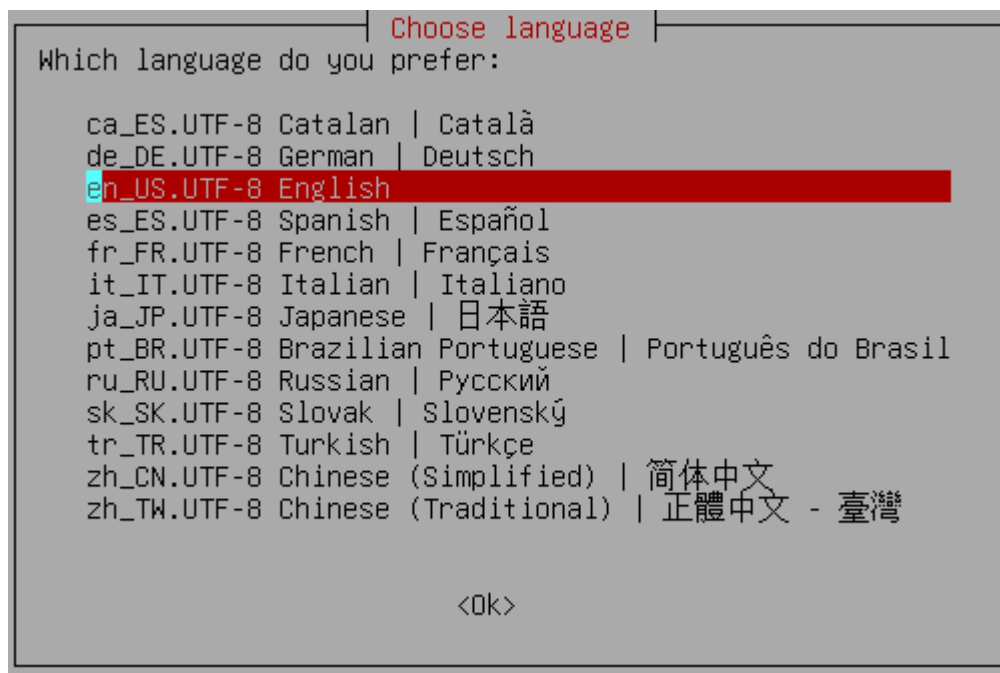 Choose language
Which language do you prefer:
ca_ES.UTF-8 Catalan | Català
de_DE.UTF-8 German | Deutsch
en_US.UTF-8 English
es_ES.UTF-8 Spanish | Español
fr_FR.UTF-8 French | Français
it_IT.UTF-8 Italian | Italiano
ja_JP.UTF-8 Japanese | 日本語
pt_BR.UTF-8 Brazilian Portuguese | Português do Brasil
ru_RU.UTF-8 Russian | Русский
sk_SK.UTF-8 Slovak | Slovenský
tr_TR.UTF-8 Turkish | Türkçe
zh_CN.UTF-8 Chinese (Simplified) | 简体中文
zh_TW.UTF-8 Chinese (Traditional) | 正體中文 - 臺灣
<Ok>